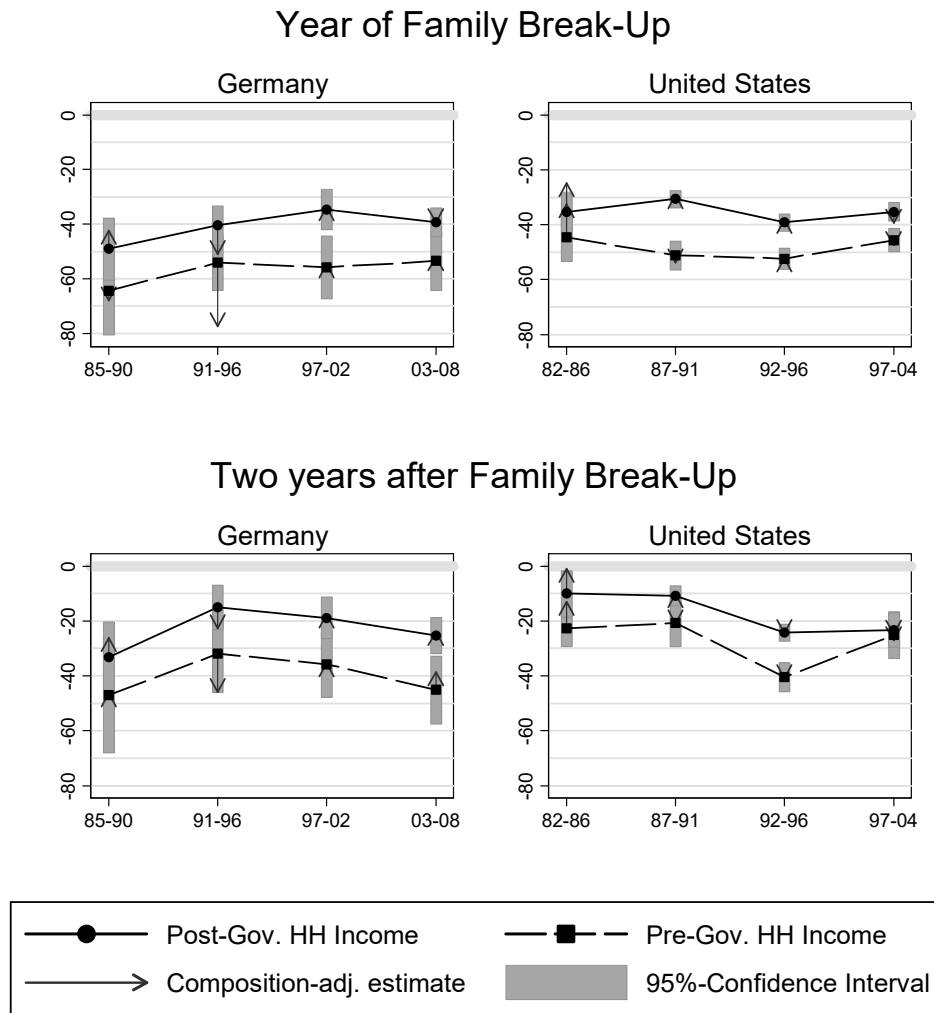 Year of Family Break-Up
Germany
United States
0
-20
-40
-60
-80
0
-20
-40
-60
-80
85-90 91-96 97-02 03-08
82-86 87-91 92-96 97-04
Two years after Family Break-Up
Germany
United States
0
-20
-40
-60
-80
0
-20
-40
-60
-80
85-90 91-96 97-02 03-08
82-86 87-91 92-96 97-04
Post-Gov. HH Income
Pre-Gov. HH Income
Composition-adj. estimate
95%-Confidence Interval